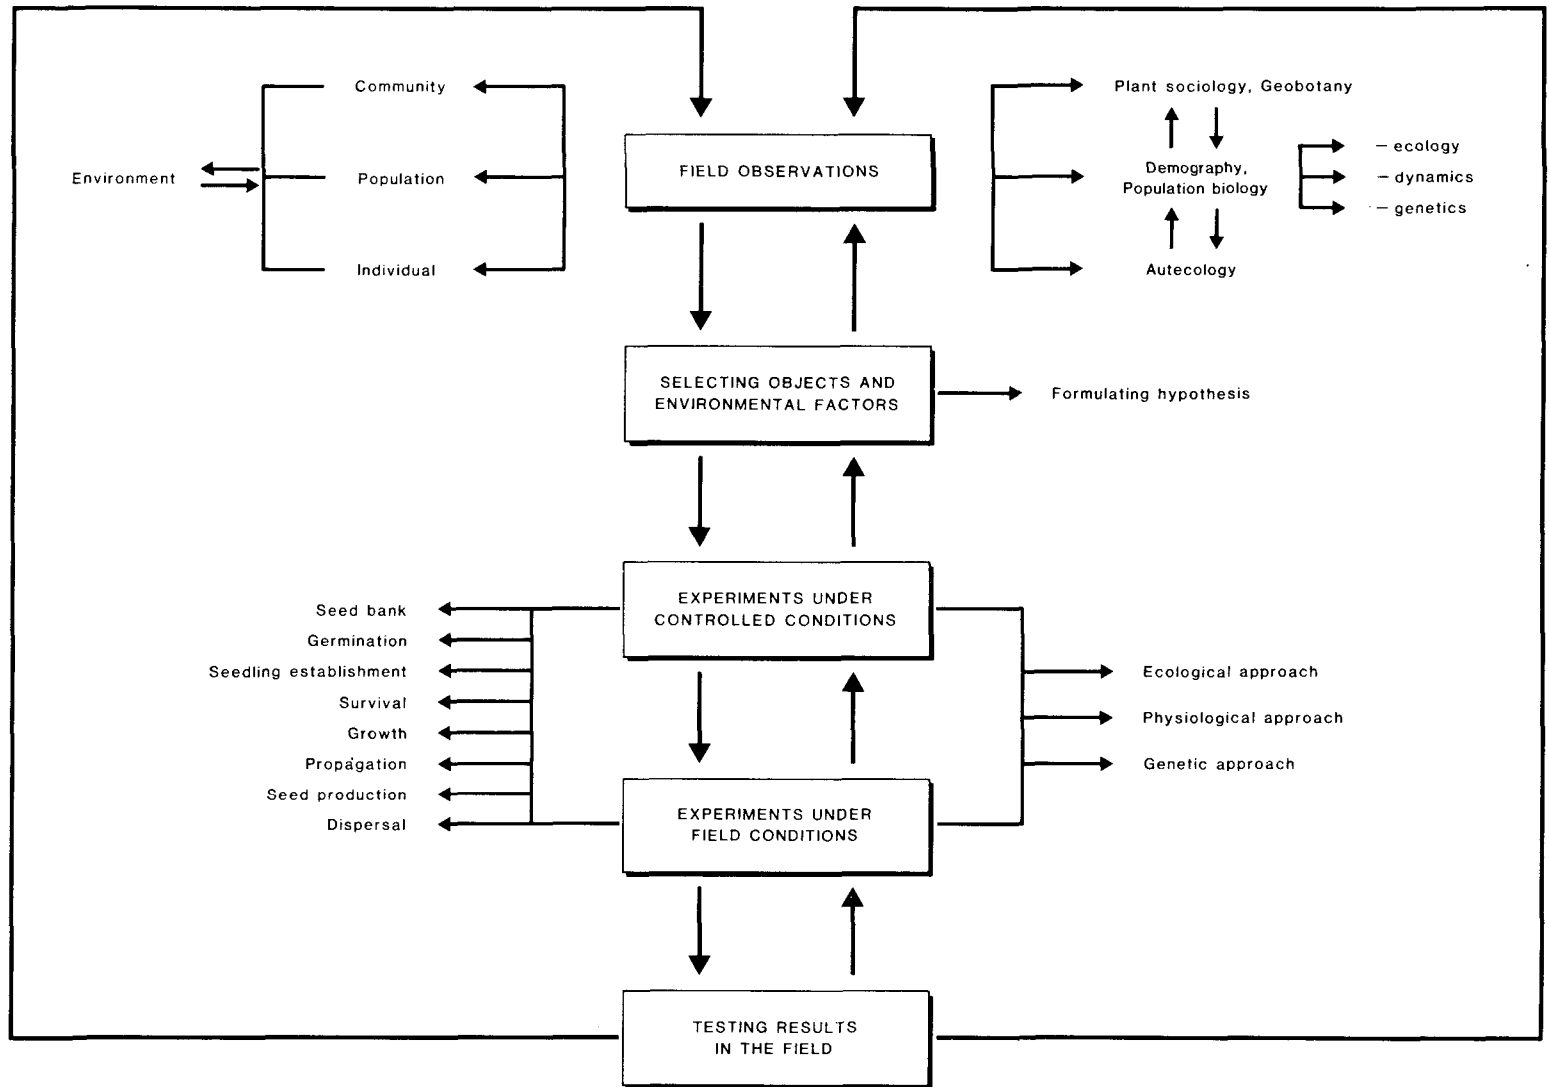 Community
Population
Individual
Environment
FIELD OBSERVATIONS
Plant sociology, Geobotany
Demography,
Population biology
Autecology
– ecology
– dynamics
– genetics
SELECTING OBJECTS AND
ENVIRONMENTAL FACTORS
Formulating hypothesis
EXPERIMENTS UNDER
CONTROLLED CONDITIONS
Seed bank
Germination
Seedling establishment
Survival
Growth
Propagation
Seed production
Dispersal
Ecological approach
Physiological approach
Genetic approach
EXPERIMENTS UNDER
FIELD CONDITIONS
TESTING RESULTS
IN THE FIELD